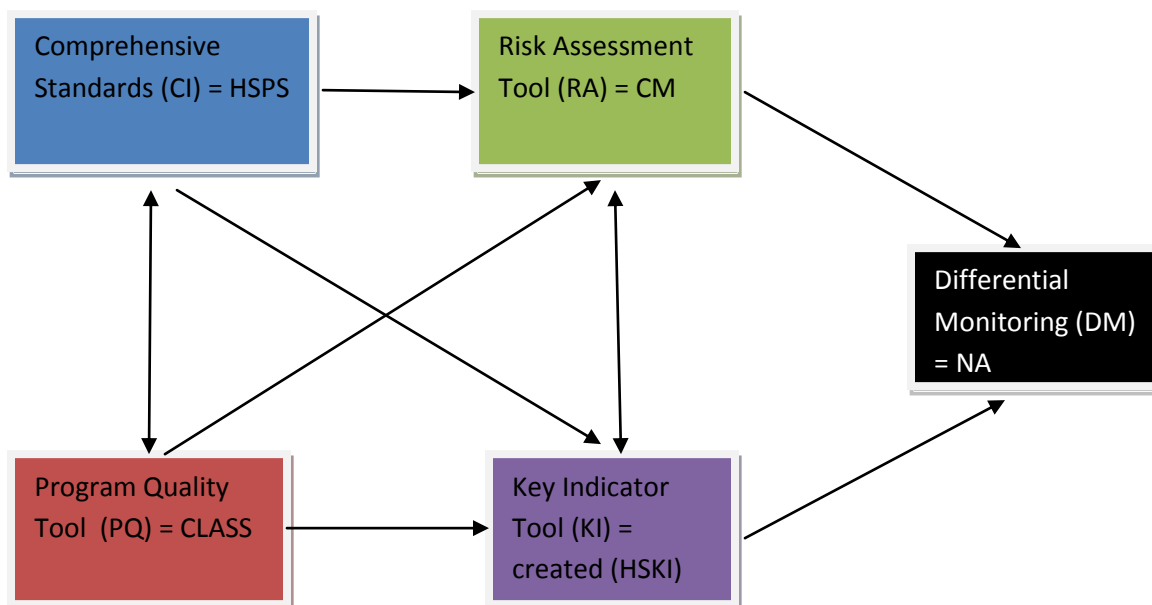 Comprehensive
Standards (CI) = HSPS
Risk Assessment
Tool (RA) = CM
Differential
Monitoring (DM)
= NA
Program Quality
Tool (PQ) = CLASS
Key Indicator
Tool (KI) =
created (HSKI)